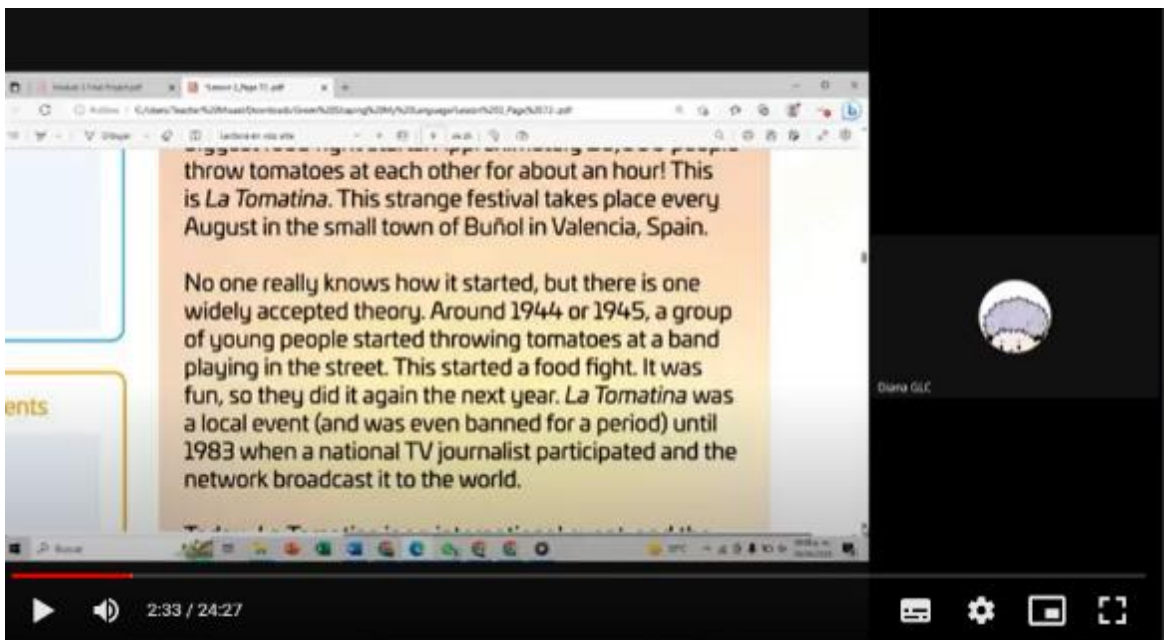 throw tomatoes at each other for about an hour! This
is La Tomatina. This strange festival takes place every
August in the small town of Buñol in Valencia, Spain.
No one really knows how it started, but there is one
widely accepted theory. Around 1944 or 1945, a group
of young people started throwing tomatoes at a band
playing in the street. This started a food fight. It was
fun, so they did it again the next year. La Tomatina was
a local event (and was even banned for a period) until
1983 when a national TV journalist participated and the
network broadcast it to the world.
ents
Diana GLC
Buscar
2:33 / 24:27